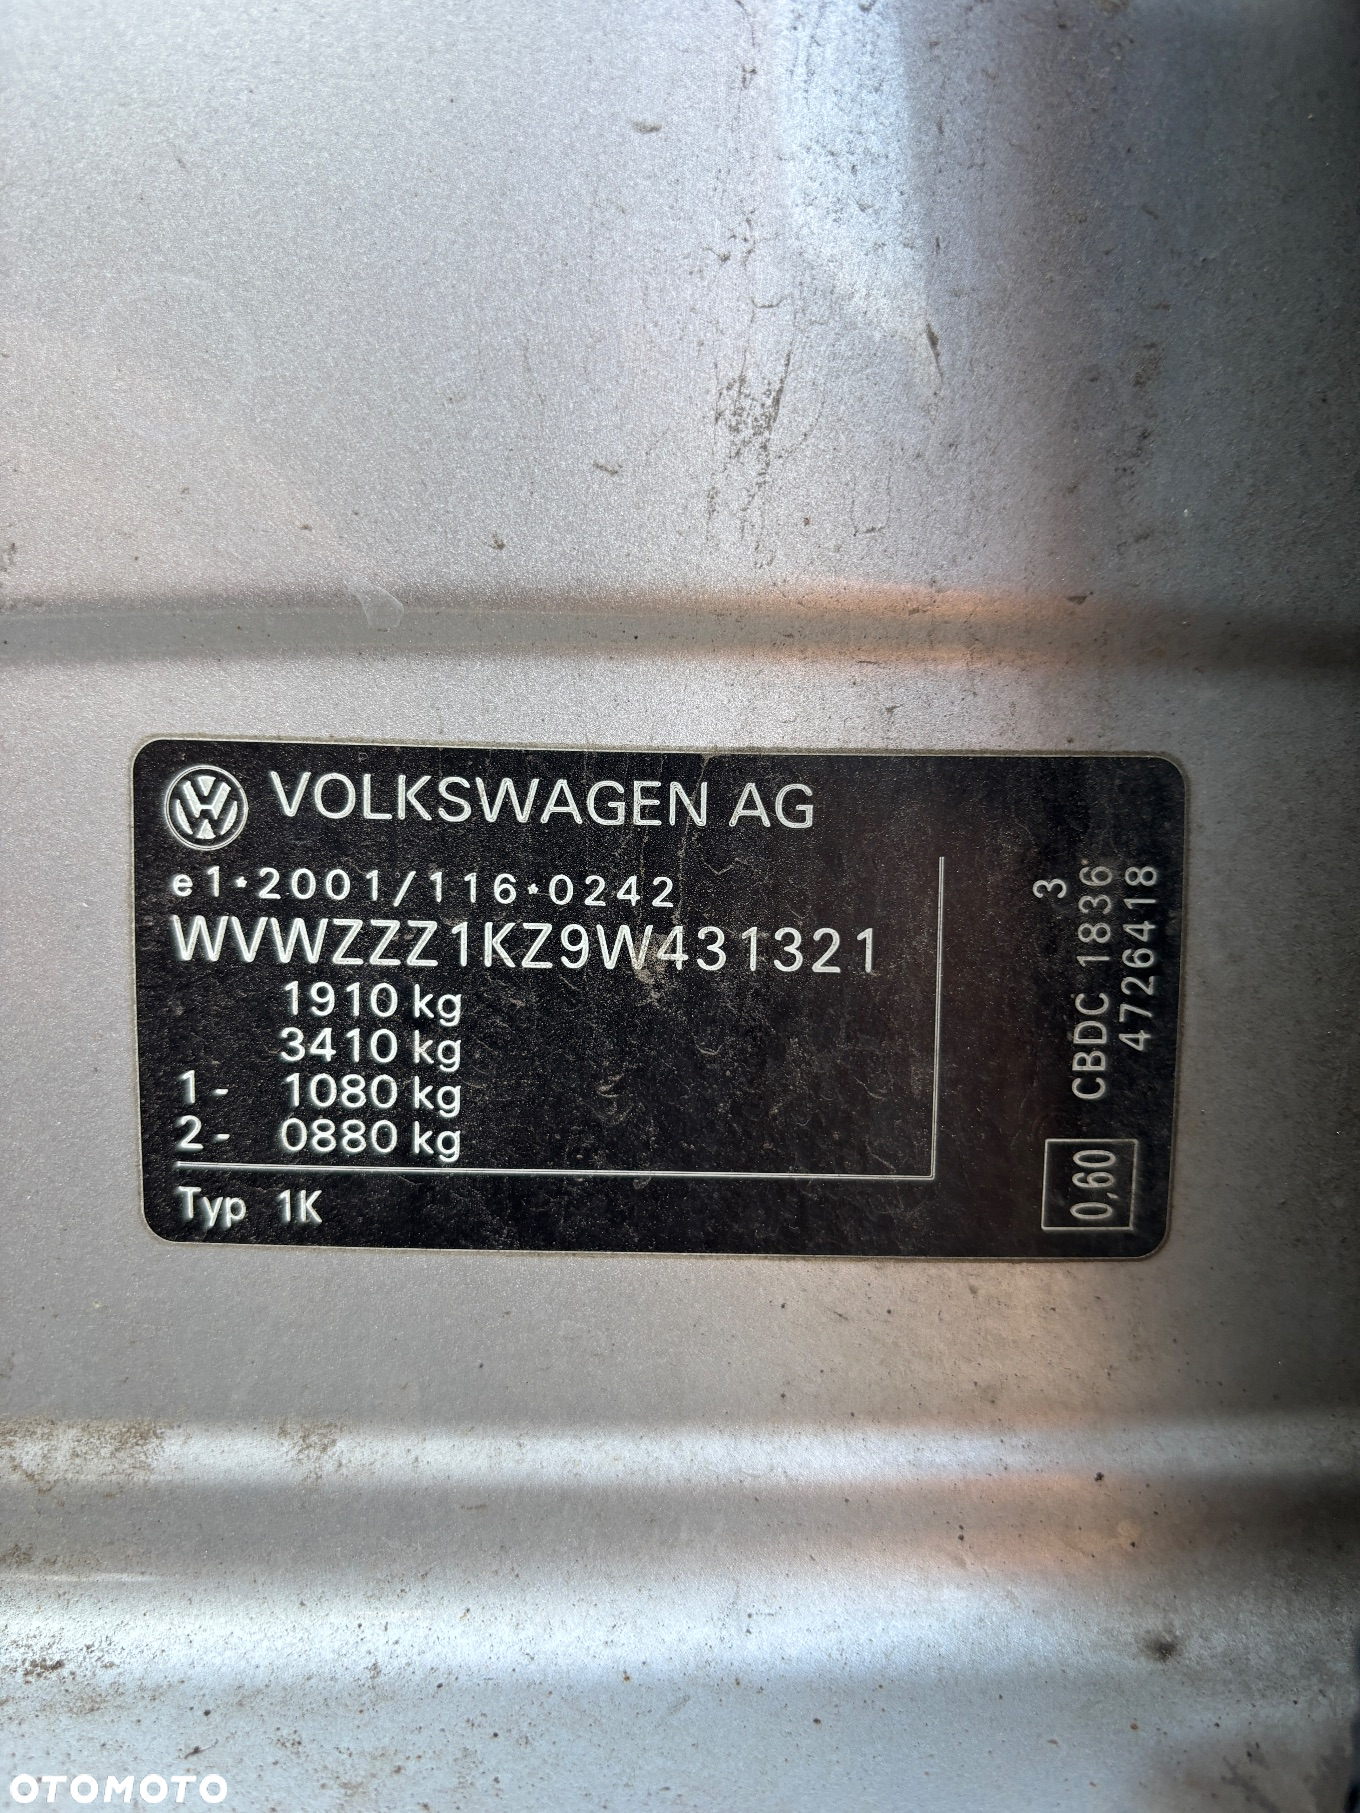 VOLKSWAGEN AG
e1*2001/116*0242
WVWZZZ1KZ9W431321
1910 kg
3410 kg
1- 1080 kg
2- 0880 kg
Typ 1K
3
CBDC 1836
4726418
0,60
OTOMOTO